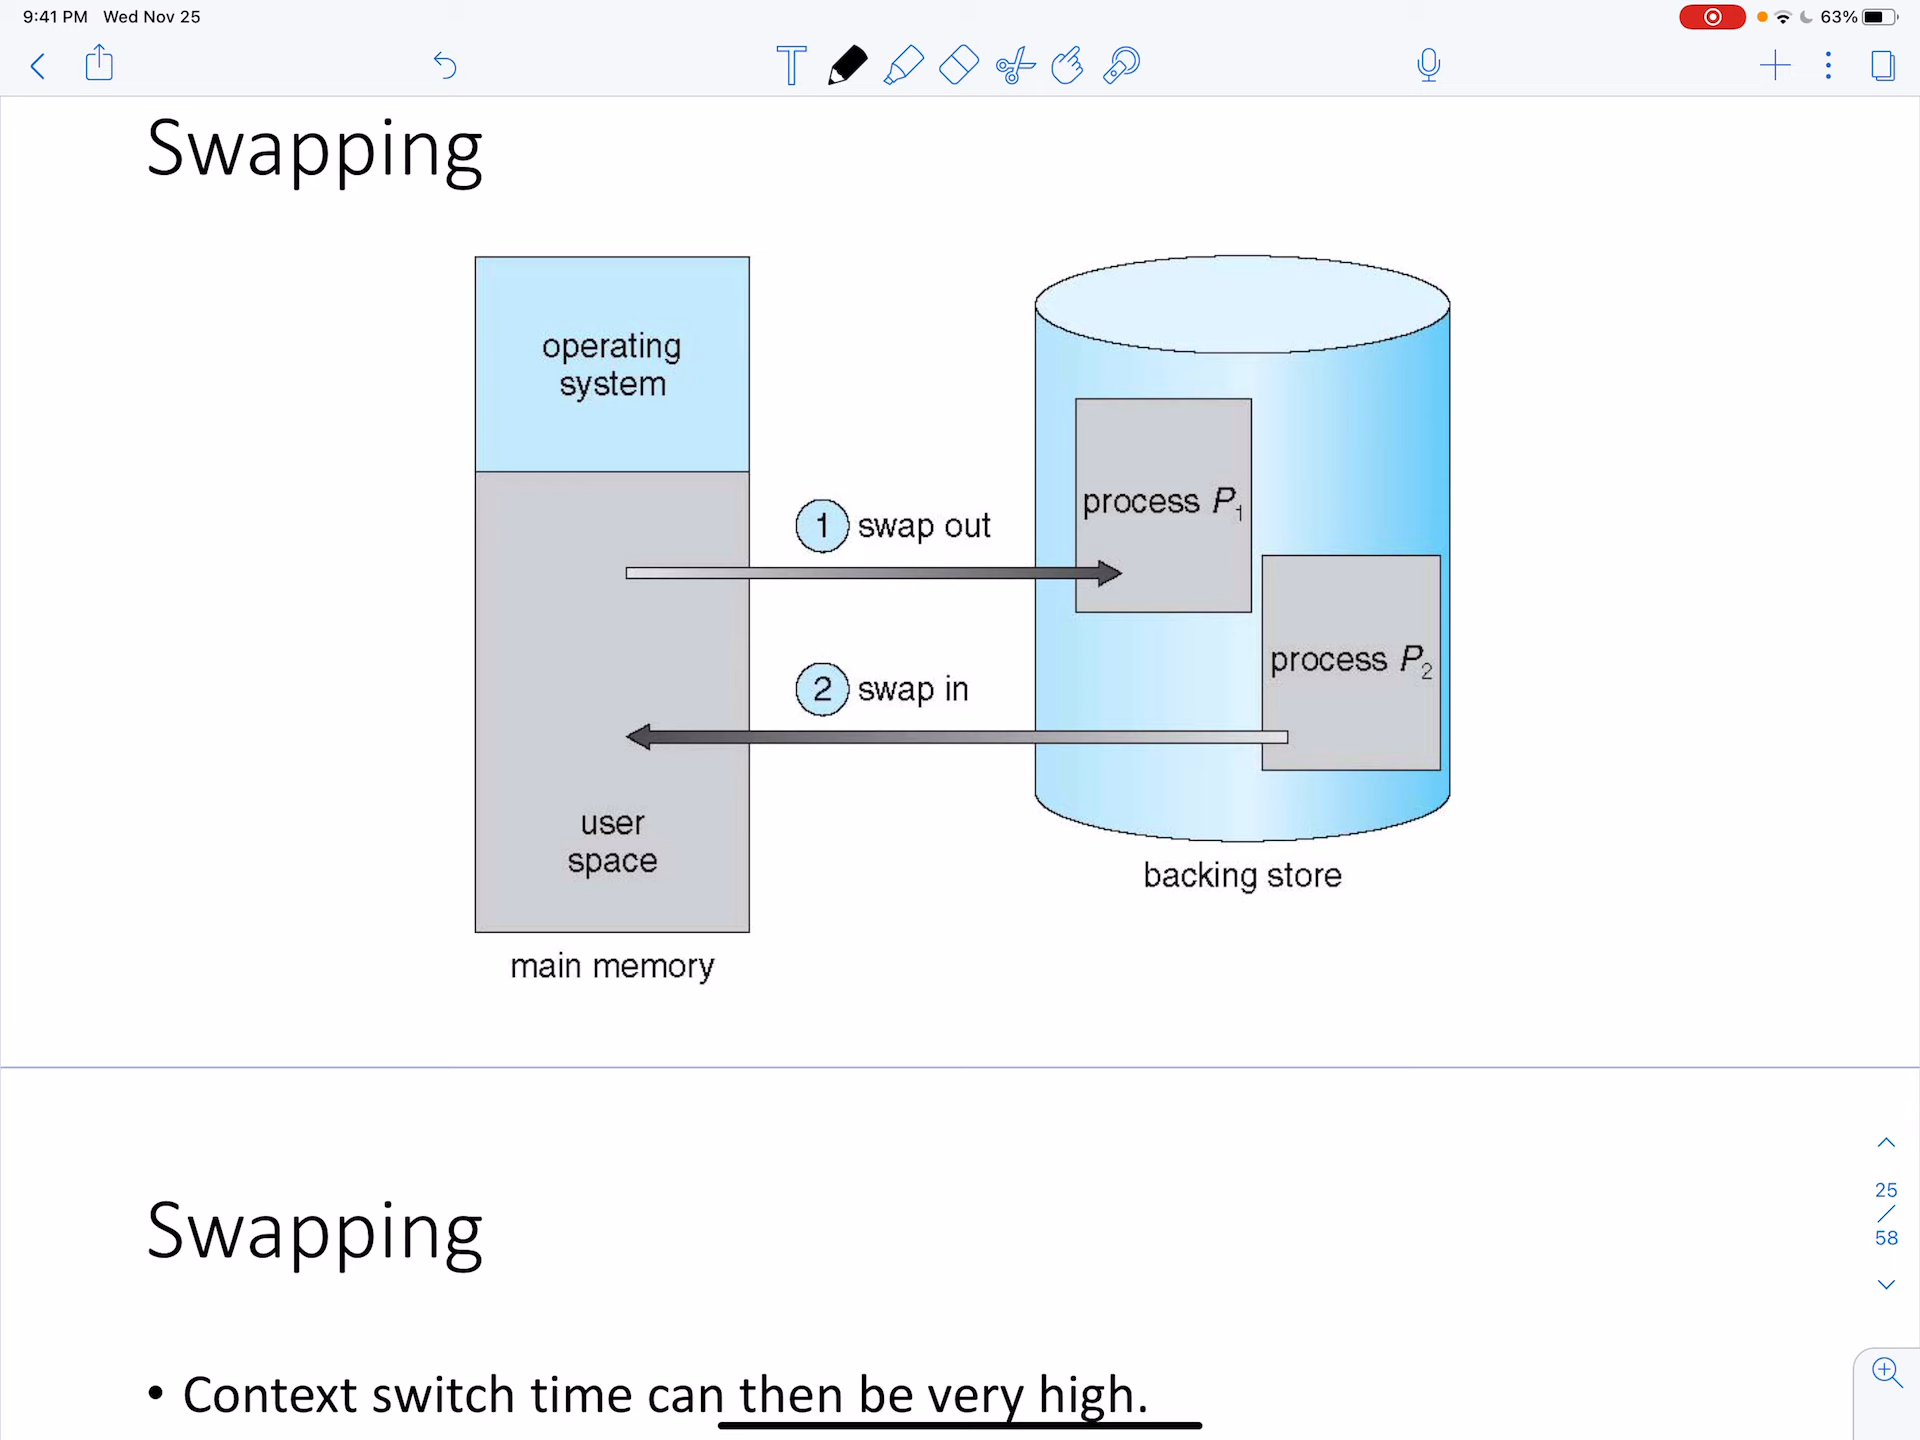 9:41 PM Wed Nov 25
63%
T
Swapping
operating
system
process P1
1 swap out
process P2
2 swap in
user
space
backing store
main memory
25
/
58
Swapping
• Context switch time can then be very high.